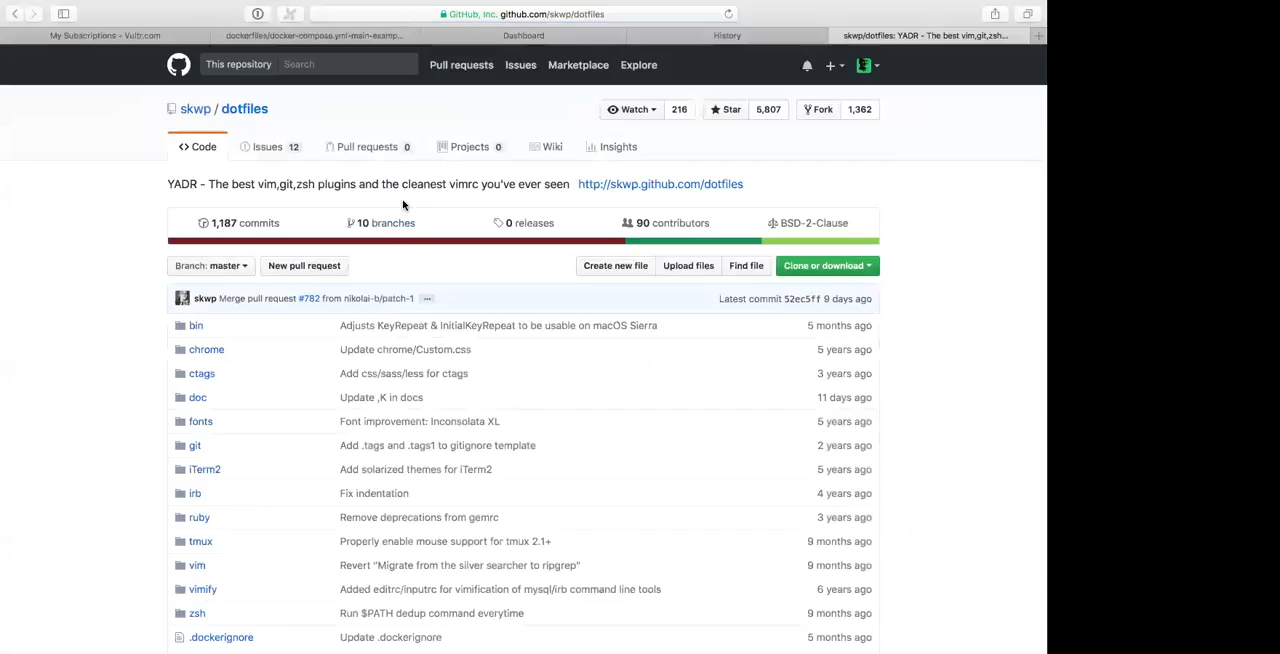 GitHub, Inc. github.com/skwp/dotfiles
My Subscriptions - Vultr.com dockerfiles/docker-compose.yml-main-examp... Dashboard History skwp/dotfiles: YADR - The best vim,git,zsh... +
This repository Search Pull requests Issues Marketplace Explore
skwp / dotfiles Watch 216 Star 5,807 Fork 1,362
<> Code Issues 12 Pull requests 0 Projects 0 Wiki Insights
YADR - The best vim,git,zsh plugins and the cleanest vimrc you've ever seen http://skwp.github.com/dotfiles
1,187 commits 10 branches 0 releases 90 contributors BSD-2-Clause
Branch: master New pull request Create new file Upload files Find file Clone or download
skwp Merge pull request #782 from nikolai-b/patch-1 ... Latest commit 52ec5ff 9 days ago
bin Adjusts KeyRepeat & InitialKeyRepeat to be usable on macOS Sierra 5 months ago
chrome Update chrome/Custom.css 5 years ago
ctags Add css/sass/less for ctags 3 years ago
doc Update ,K in docs 11 days ago
fonts Font improvement: Inconsolata XL 5 years ago
git Add .tags and .tags1 to gitignore template 2 years ago
iTerm2 Add solarized themes for iTerm2 5 years ago
irb Fix indentation 4 years ago
ruby Remove deprecations from gemrc 3 years ago
tmux Properly enable mouse support for tmux 2.1+ 9 months ago
vim Revert "Migrate from the silver searcher to ripgrep" 9 months ago
vimify Added editrc/inputrc for vimification of mysql/irb command line tools 6 years ago
zsh Run $PATH dedup command everytime 9 months ago
.dockerignore Update .dockerignore 5 months ago